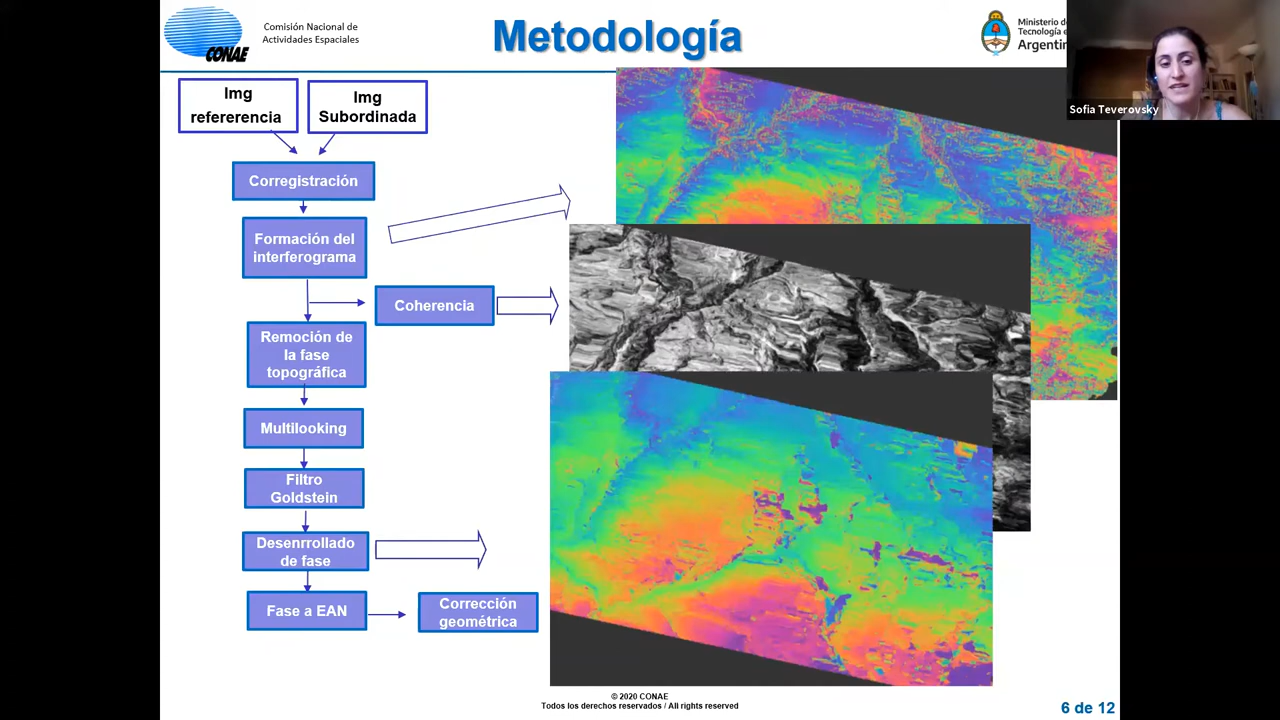 CONAE
Comisión Nacional de
Actividades Espaciales
Metodología
Ministerio de
Tecnología e
Argentin
Sofia Teverovsky
Img
refererencia
Img
Subordinada
Corregistración
Formación del
interferograma
Coherencia
Remoción de
la fase
topográfica
Multilooking
Filtro
Goldstein
Desenrrollado
de fase
Fase a EAN
Corrección
geométrica
© 2020 CONAE
Todos los derechos reservados / All rights reserved
6 de 12